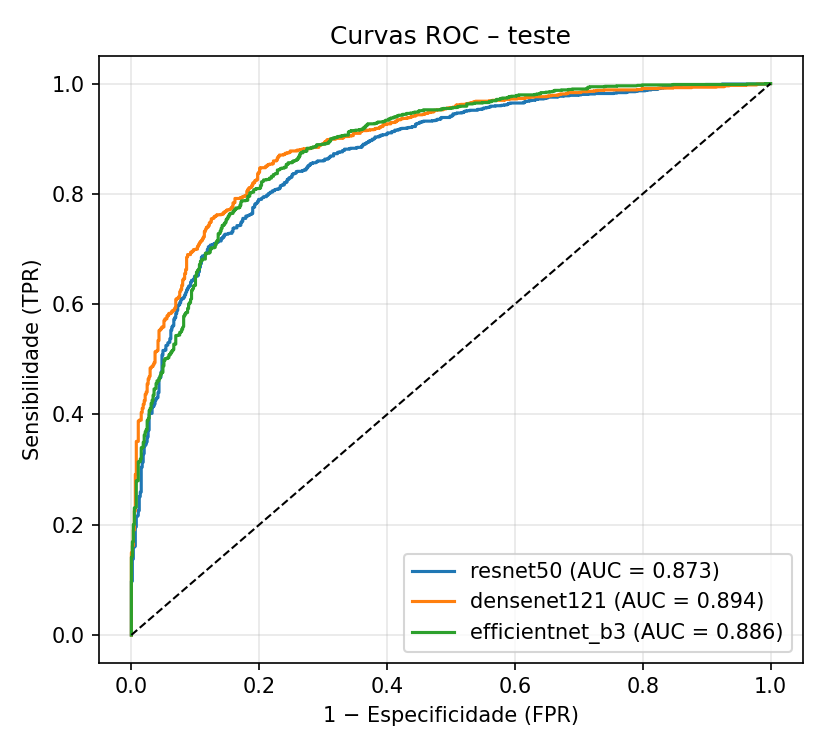 Curvas ROC – teste
Sensibilidade (TPR)
1.0
0.8
0.6
0.4
0.2
0.0
0.0 0.2 0.4 0.6 0.8 1.0
1 − Especificidade (FPR)
resnet50 (AUC = 0.873)
densenet121 (AUC = 0.894)
efficientnet_b3 (AUC = 0.886)